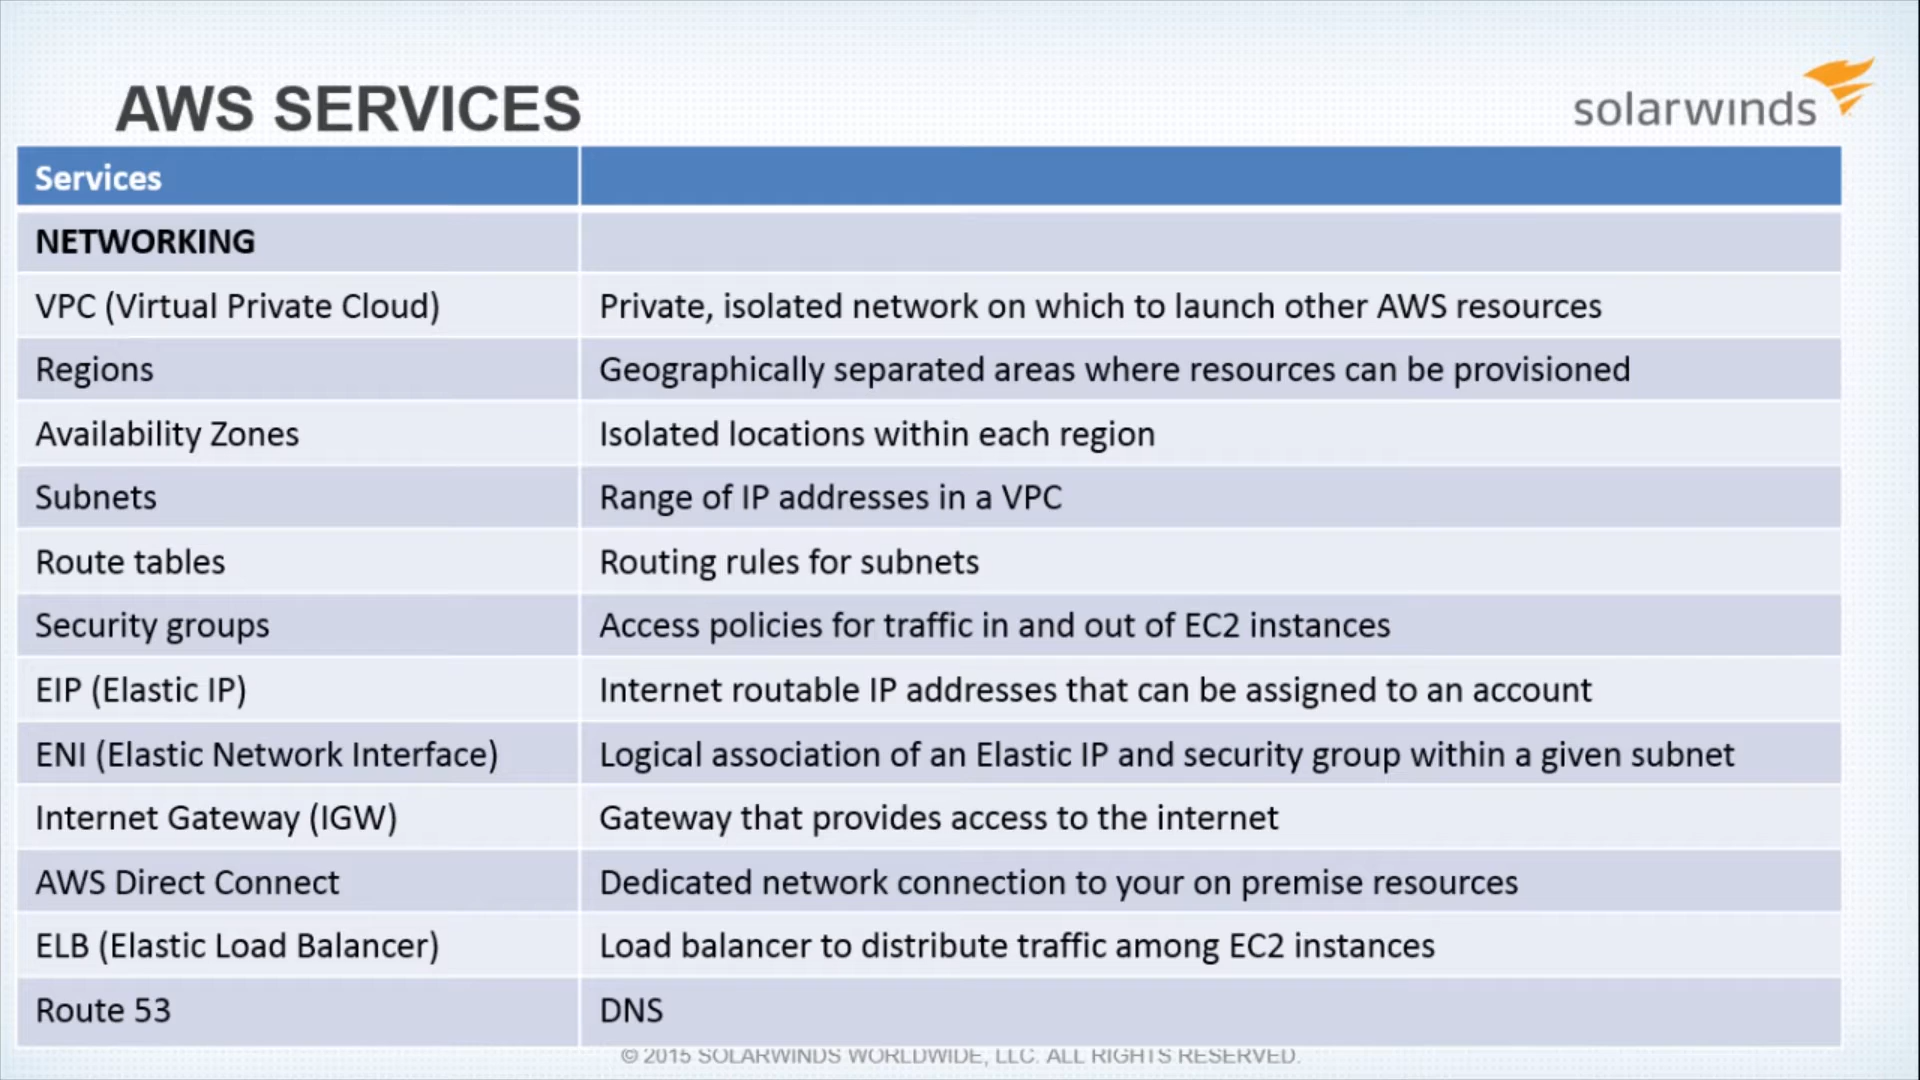 AWS SERVICES
solarwinds
Services
NETWORKING
VPC (Virtual Private Cloud) Private, isolated network on which to launch other AWS resources
Regions Geographically separated areas where resources can be provisioned
Availability Zones Isolated locations within each region
Subnets Range of IP addresses in a VPC
Route tables Routing rules for subnets
Security groups Access policies for traffic in and out of EC2 instances
EIP (Elastic IP) Internet routable IP addresses that can be assigned to an account
ENI (Elastic Network Interface) Logical association of an Elastic IP and security group within a given subnet
Internet Gateway (IGW) Gateway that provides access to the internet
AWS Direct Connect Dedicated network connection to your on premise resources
ELB (Elastic Load Balancer) Load balancer to distribute traffic among EC2 instances
Route 53 DNS
© 2015 SOLARWINDS WORLDWIDE, LLC. ALL RIGHTS RESERVED.